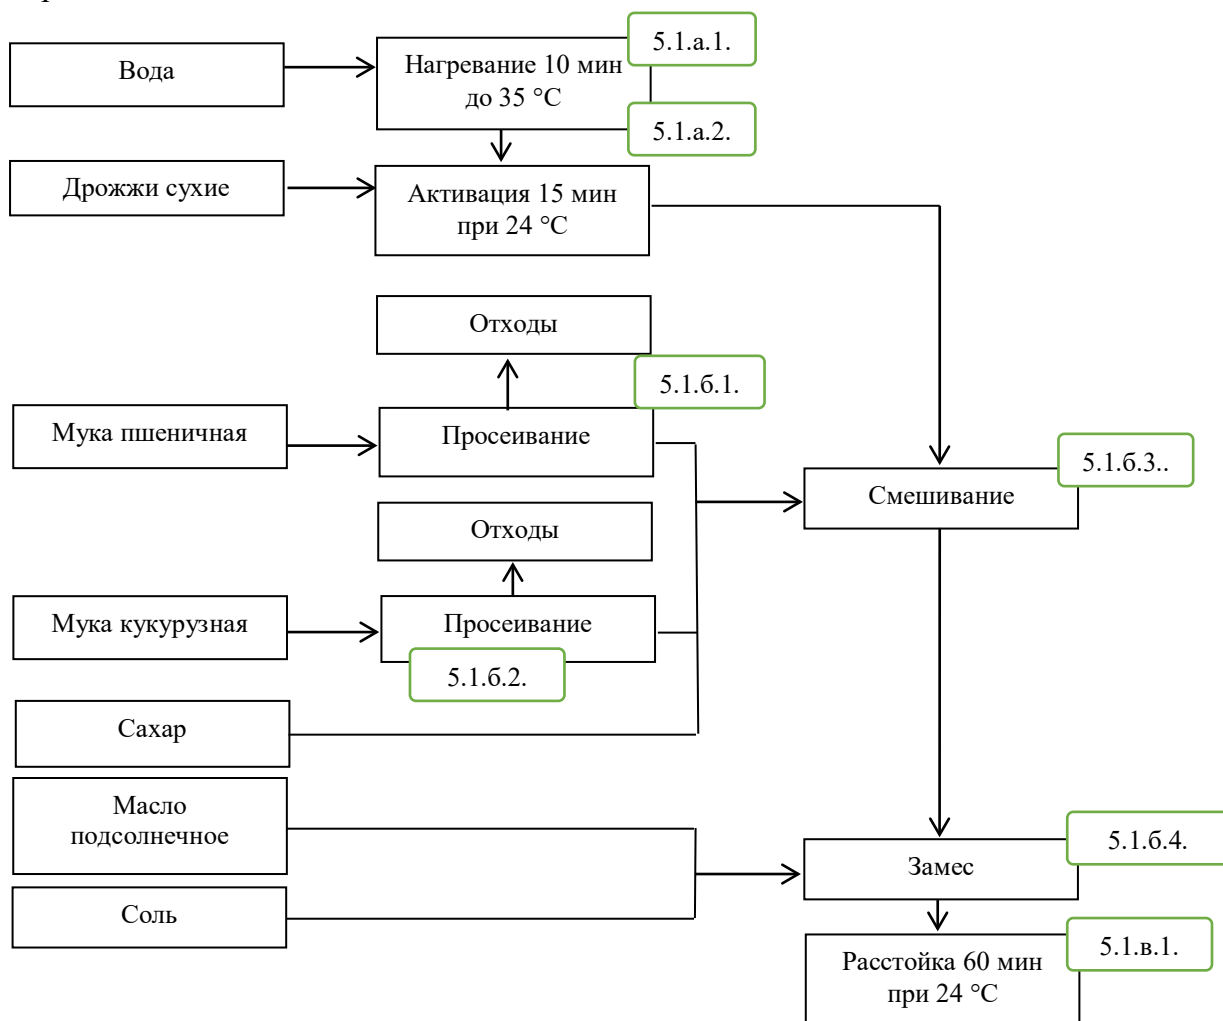 5.1.а.1.
Вода
Нагревание 10 мин
до 35 °С
5.1.а.2.
Дрожжи сухие
Активация 15 мин
при 24 °С
Отходы
5.1.б.1.
Мука пшеничная
Просеивание
5.1.б.3..
Смешивание
Отходы
Мука кукурузная
Просеивание
5.1.б.2.
Сахар
Масло
подсолнечное
5.1.б.4.
Замес
Соль
5.1.в.1.
Расстойка 60 мин
при 24 °С